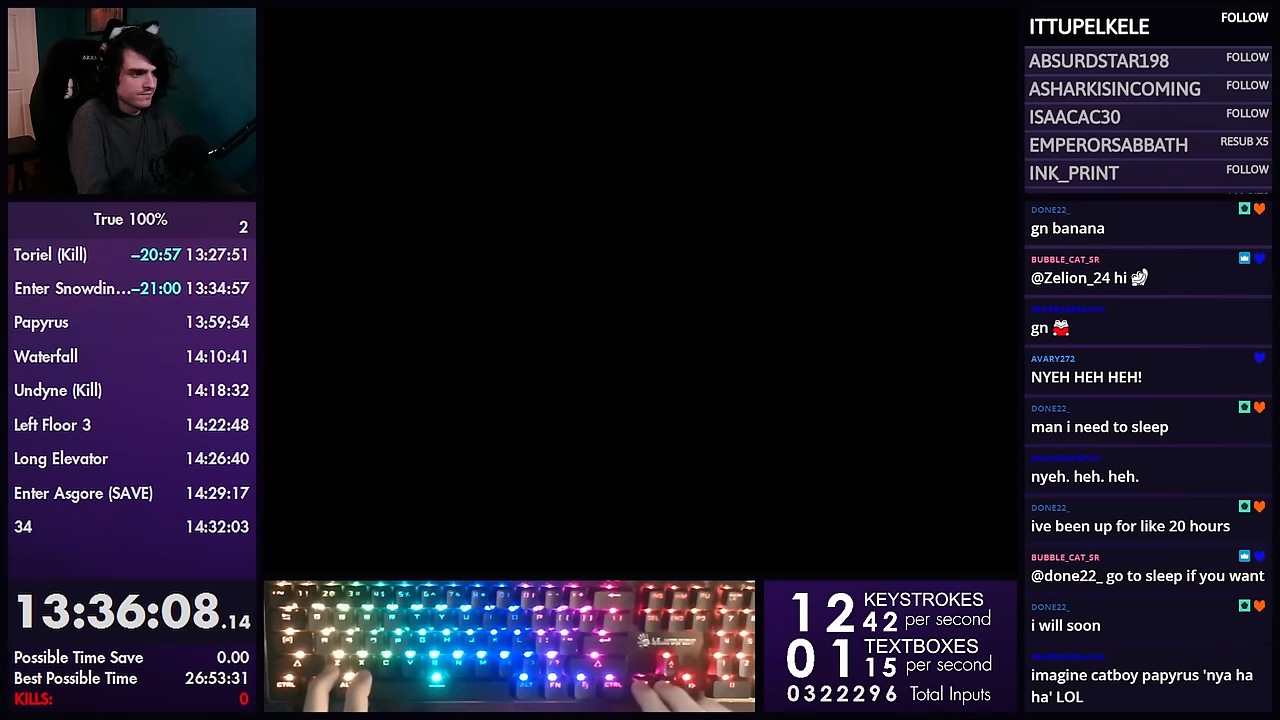 True 100%
2
Toriel (Kill) −20:57 13:27:51
Enter Snowdin... −21:00 13:34:57
Papyrus 13:59:54
Waterfall 14:10:41
Undyne (Kill) 14:18:32
Left Floor 3 14:22:48
Long Elevator 14:26:40
Enter Asgore (SAVE) 14:29:17
34 14:32:03
13:36:08.14
Possible Time Save 0.00
Best Possible Time 26:53:31
KILLS: 0
12.42 KEYSTROKES per second
01.15 TEXTBOXES per second
0322296 Total Inputs
ITTUPELKELE FOLLOW
ABSURDSTAR198 FOLLOW
ASHARKISINCOMING FOLLOW
ISAACAC30 FOLLOW
EMPERORSABBATH RESUB X5
INK_PRINT FOLLOW
DONE22_
gn banana
BUBBLE_CAT_SR
@Zelion_24 hi
gn
AVARY272
NYEH HEH HEH!
DONE22_
man i need to sleep
nyeh. heh. heh.
DONE22_
ive been up for like 20 hours
BUBBLE_CAT_SR
@done22_ go to sleep if you want
DONE22_
i will soon
imagine catboy papyrus 'nya ha
ha' LOL